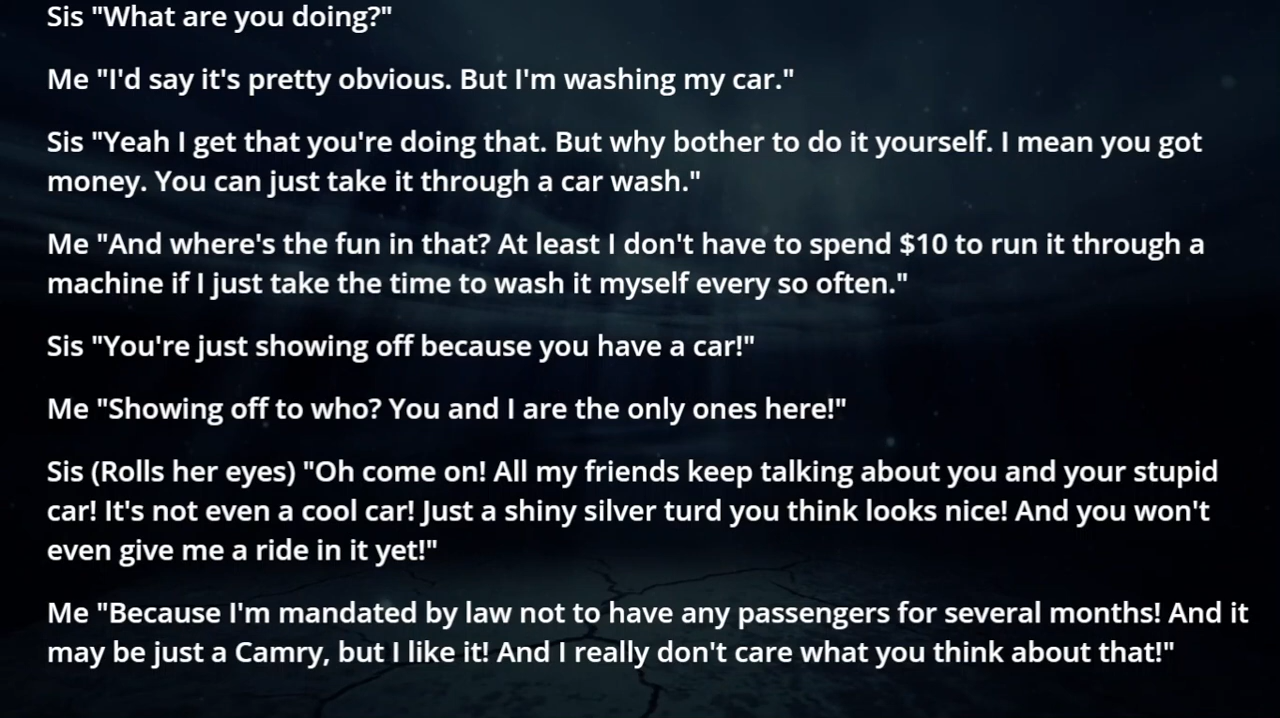 Sis "What are you doing?"
Me "I'd say it's pretty obvious. But I'm washing my car."
Sis "Yeah I get that you're doing that. But why bother to do it yourself. I mean you got
money. You can just take it through a car wash."
Me "And where's the fun in that? At least I don't have to spend $10 to run it through a
machine if I just take the time to wash it myself every so often."
Sis "You're just showing off because you have a car!"
Me "Showing off to who? You and I are the only ones here!"
Sis (Rolls her eyes) "Oh come on! All my friends keep talking about you and your stupid
car! It's not even a cool car! Just a shiny silver turd you think looks nice! And you won't
even give me a ride in it yet!"
Me "Because I'm mandated by law not to have any passengers for several months! And it
may be just a Camry, but I like it! And I really don't care what you think about that!"